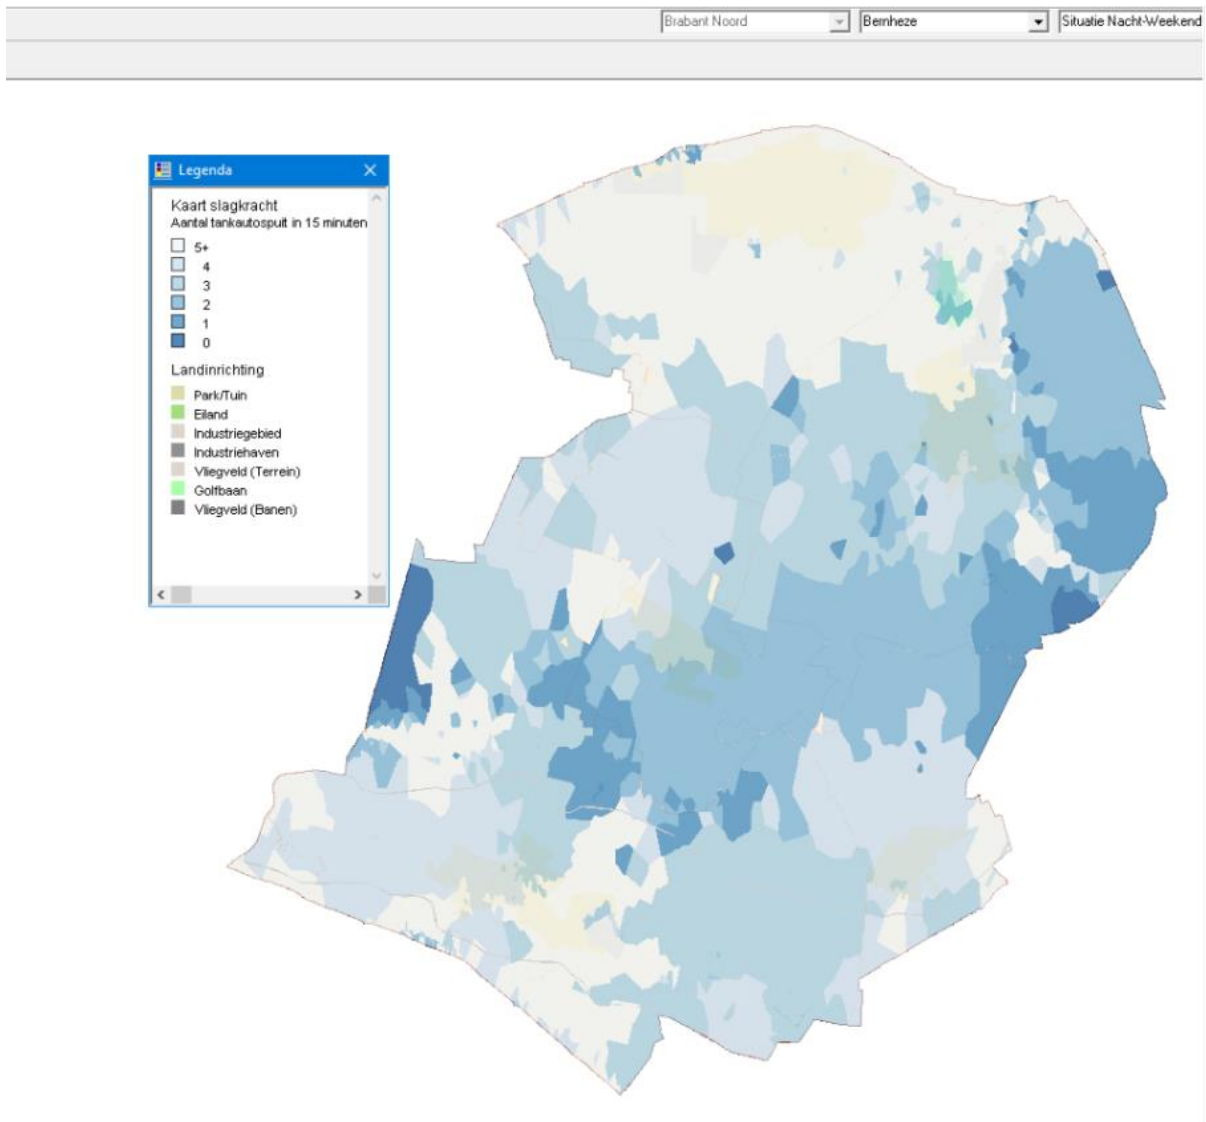 Brabant Noord
Bernheze
Situatie Nacht-Weekend
Legenda
Kaart slagkracht
Aantal tankautospuit in 15 minuten
5+
4
3
2
1
0
Landinrichting
Park/Tuin
Eiland
Industriegebied
Industriehaven
Vliegveld (Terrein)
Golfbaan
Vliegveld (Banen)